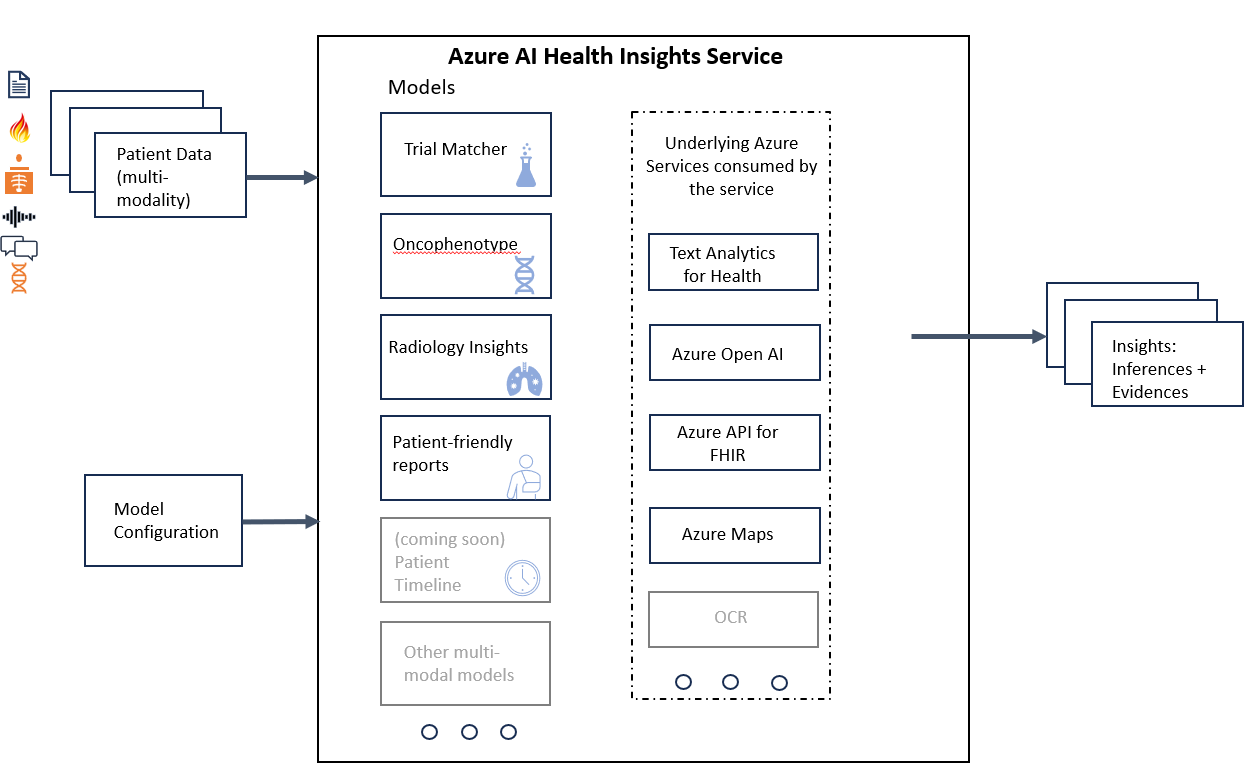 Azure AI Health Insights Service
Models
Patient Data
(multi-
modality)
Model
Configuration
Trial Matcher
Oncophenotype
Radiology Insights
Patient-friendly
reports
(coming soon)
Patient
Timeline
Other multi-
modal models
Underlying Azure
Services consumed by
the service
Text Analytics
for Health
Azure Open AI
Azure API for
FHIR
Azure Maps
OCR
Insights:
Inferences +
Evidences